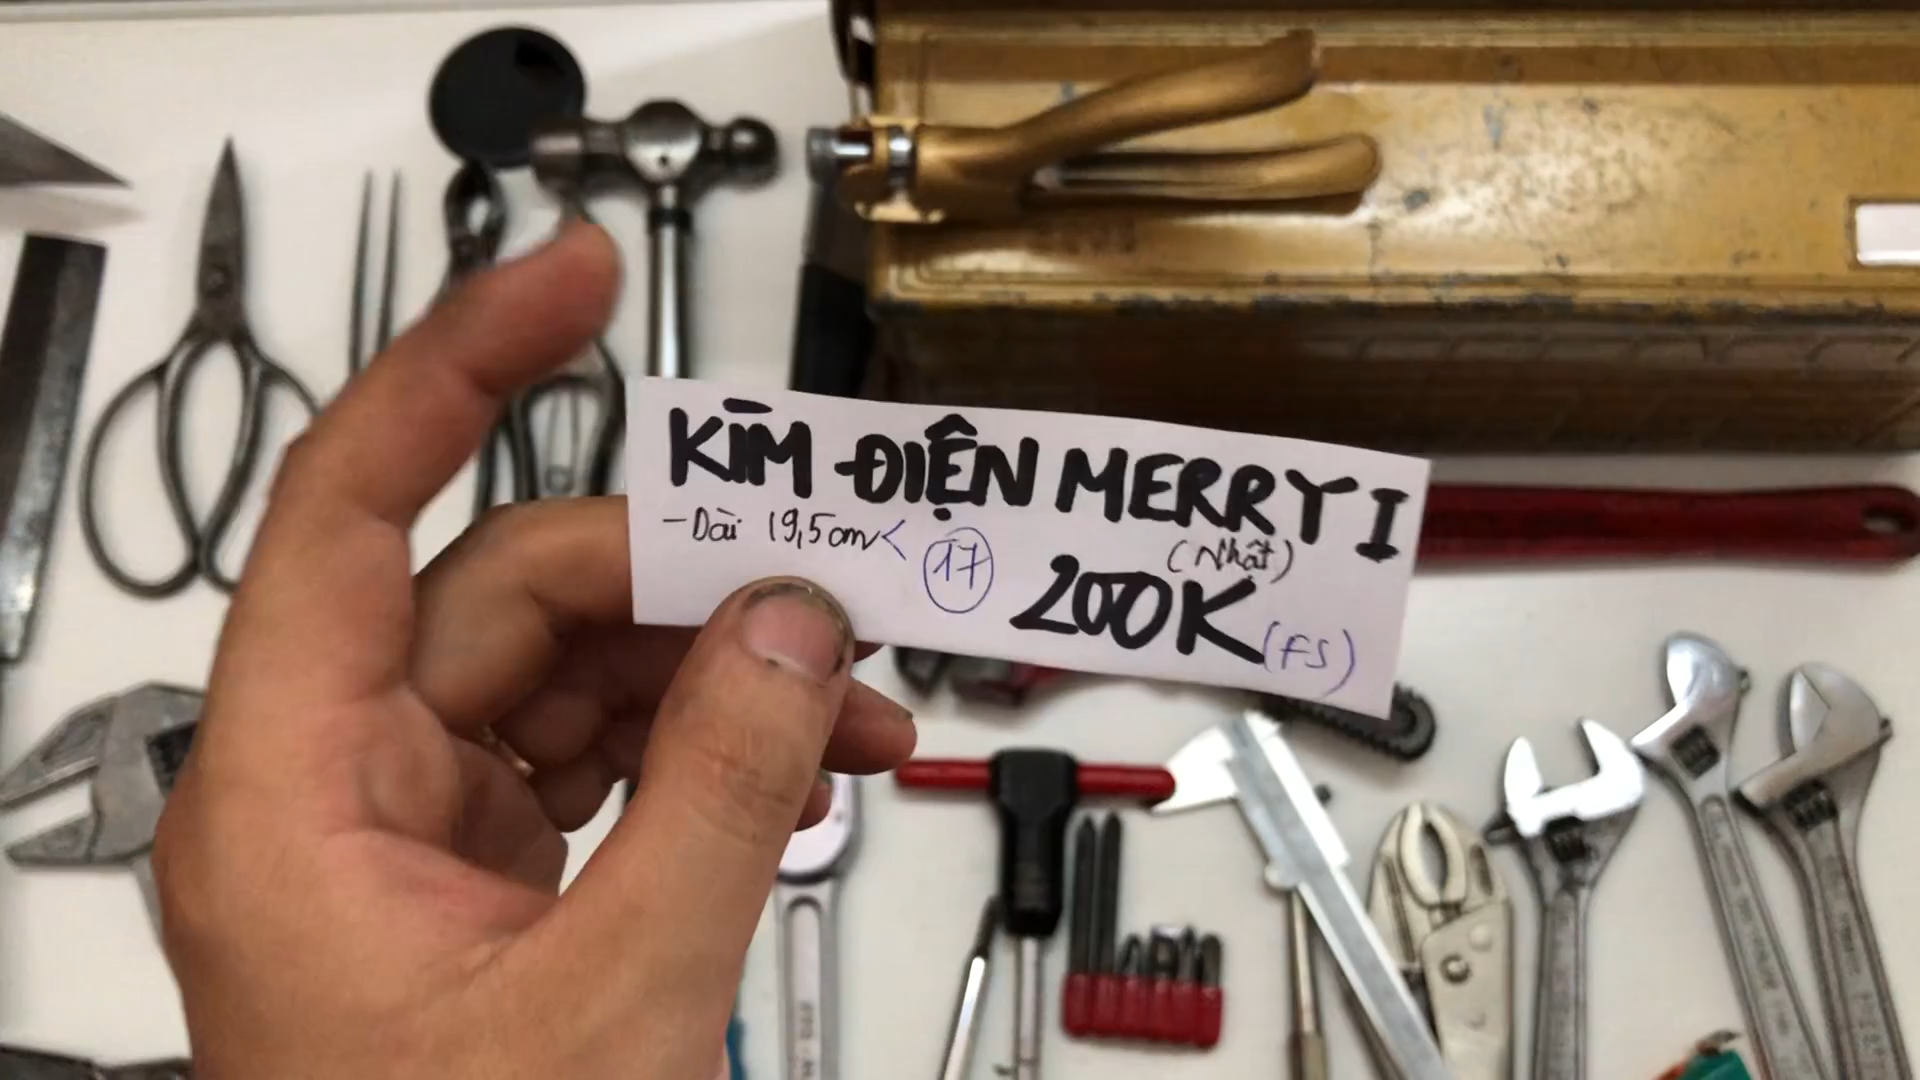 KÌM ĐIỆN MERRY I
-Dài 19,5cm<
(Nhật)
17
200K (FS)